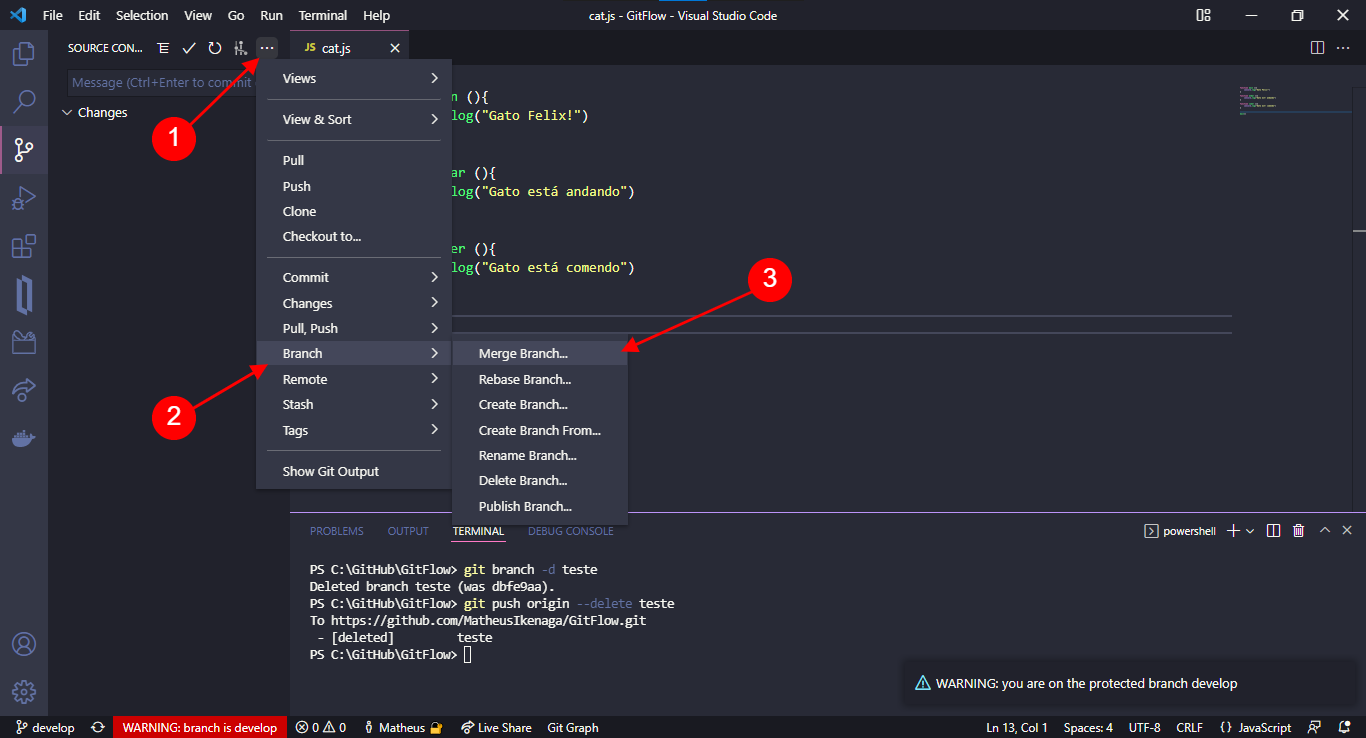 File Edit Selection View Go Run Terminal Help cat.js - GitFlow - Visual Studio Code
SOURCE CON...
JS cat.js
Message (Ctrl+Enter to commit
Changes
1
Views
View & Sort
Pull
Push
Clone
Checkout to...
Commit
Changes
Pull, Push
Branch
Remote
Stash
Tags
Show Git Output
2
n (){
log("Gato Felix!")
ar (){
log("Gato está andando")
er (){
log("Gato está comendo")
3
Merge Branch...
Rebase Branch...
Create Branch...
Create Branch From...
Rename Branch...
Delete Branch...
Publish Branch...
PROBLEMS OUTPUT TERMINAL DEBUG CONSOLE powershell
PS C:\GitHub\GitFlow> git branch -d teste
Deleted branch teste (was dbfe9aa).
PS C:\GitHub\GitFlow> git push origin --delete teste
To https://github.com/MatheusIkenaga/GitFlow.git
- [deleted] teste
PS C:\GitHub\GitFlow>
WARNING: you are on the protected branch develop
develop WARNING: branch is develop 0 0 Matheus Live Share Git Graph Ln 13, Col 1 Spaces: 4 UTF-8 CRLF {} JavaScript